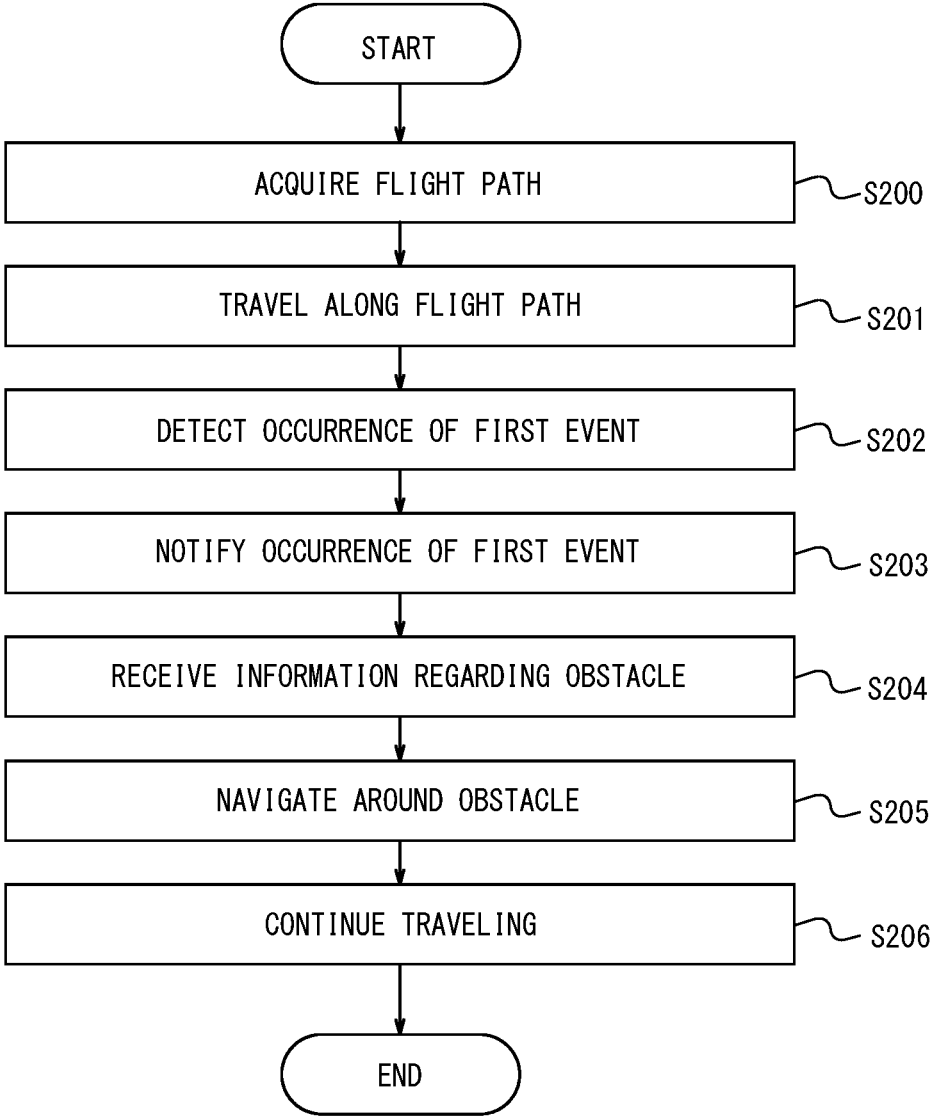 START
ACQUIRE FLIGHT PATH
S200
TRAVEL ALONG FLIGHT PATH
S201
DETECT OCCURRENCE OF FIRST EVENT
S202
NOTIFY OCCURRENCE OF FIRST EVENT
S203
RECEIVE INFORMATION REGARDING OBSTACLE
S204
NAVIGATE AROUND OBSTACLE
S205
CONTINUE TRAVELING
S206
END